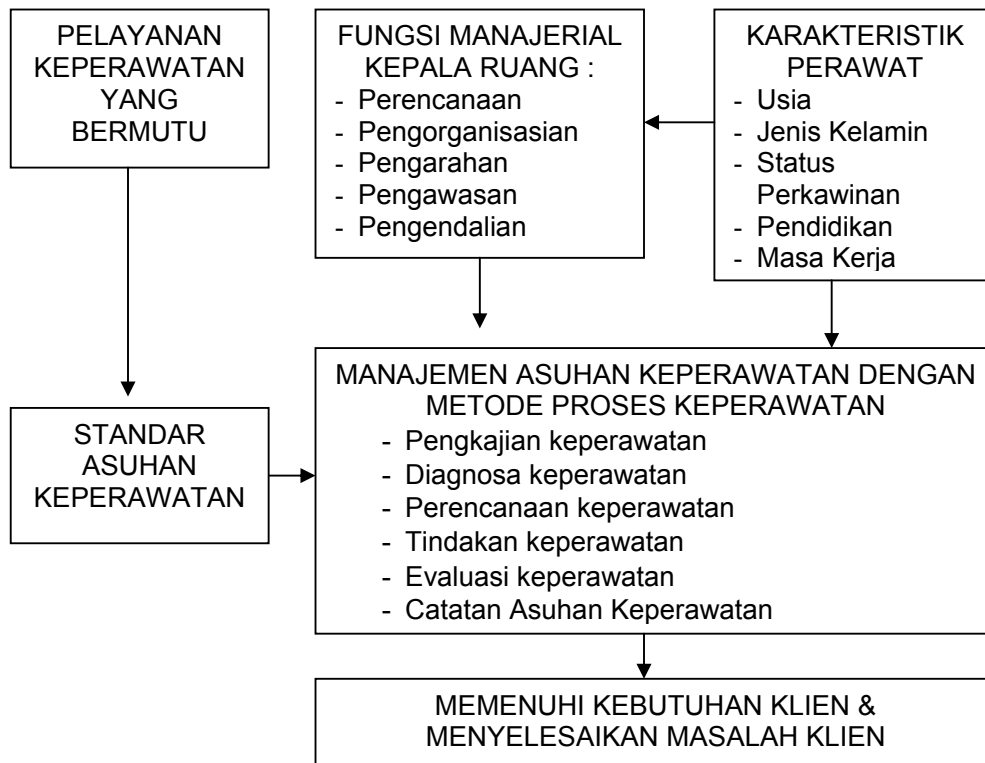 PELAYANAN
KEPERAWATAN
YANG
BERMUTU
FUNGSI MANAJERIAL
KEPALA RUANG :
- Perencanaan
- Pengorganisasian
- Pengarahan
- Pengawasan
- Pengendalian
KARAKTERISTIK
PERAWAT
- Usia
- Jenis Kelamin
- Status
Perkawinan
- Pendidikan
- Masa Kerja
STANDAR
ASUHAN
KEPERAWATAN
MANAJEMEN ASUHAN KEPERAWATAN DENGAN
METODE PROSES KEPERAWATAN
- Pengkajian keperawatan
- Diagnosa keperawatan
- Perencanaan keperawatan
- Tindakan keperawatan
- Evaluasi keperawatan
- Catatan Asuhan Keperawatan
MEMENUHI KEBUTUHAN KLIEN &
MENYELESAIKAN MASALAH KLIEN